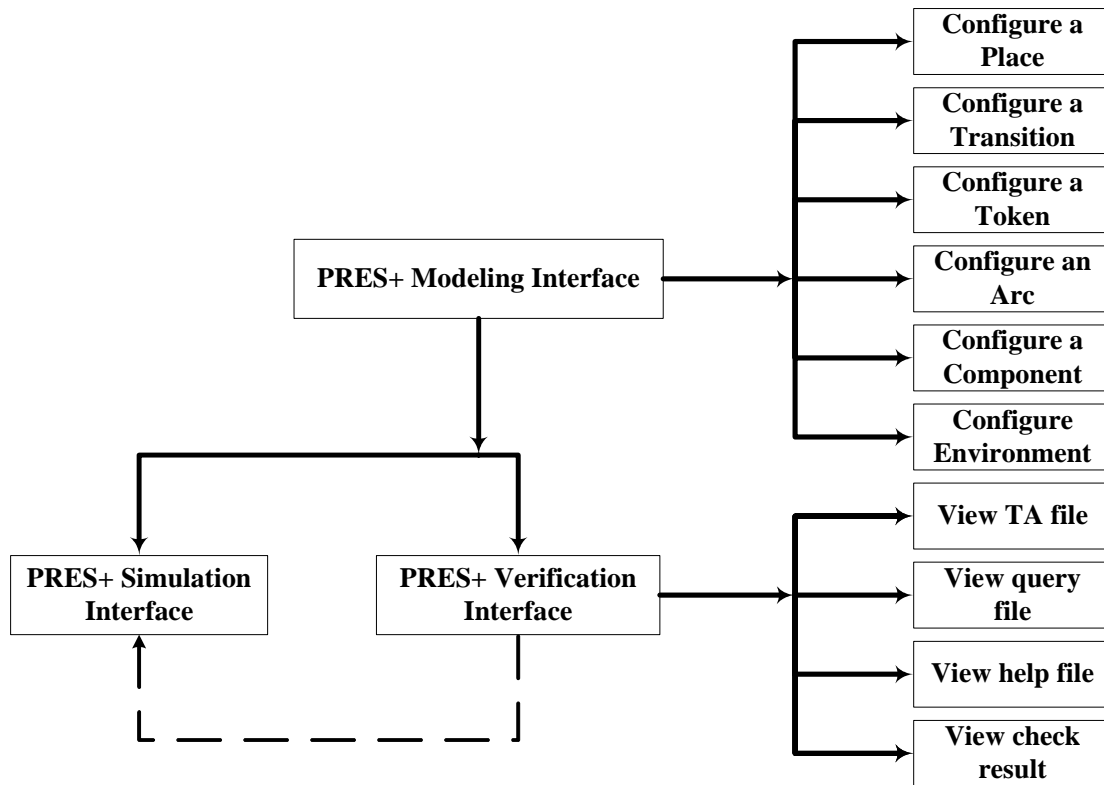 Configure a
Place
Configure a
Transition
Configure a
Token
PRES+ Modeling Interface
Configure an
Arc
Configure a
Component
Configure
Environment
View TA file
PRES+ Simulation
Interface
PRES+ Verification
Interface
View query
file
View help file
View check
result